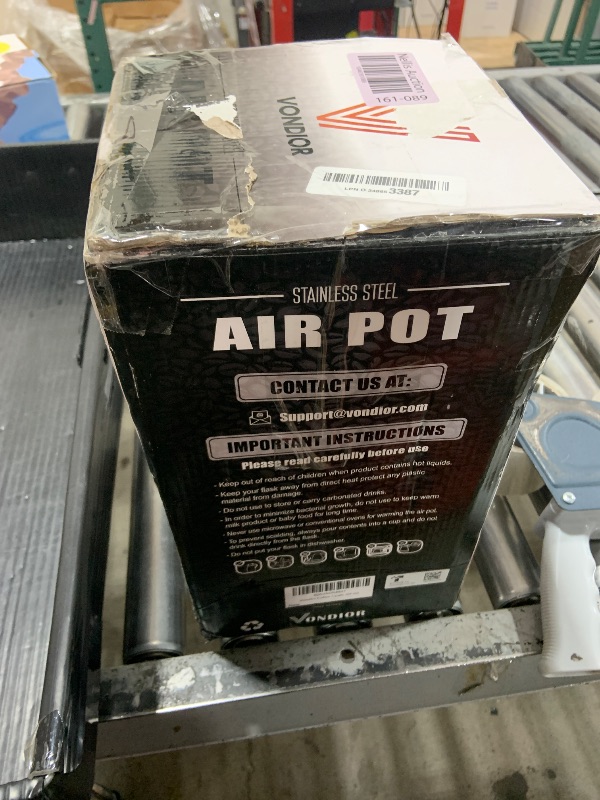 Nellis Auction
161-089
VONDIOR
3387
STAINLESS STEEL
AIR POT
CONTACT US AT:
Support@vondior.com
IMPORTANT INSTRUCTIONS
Please read carefully before use
- Keep out of reach of children when product contains hot liquids.
- Keep your flask away from direct heat protect any plastic
material from damage.
- Do not use to store or carry carbonated drinks.
- In order to minimize bacterial growth, do not use to keep warm
milk product or baby food for long time.
- Never use microwave or conventional ovens for warming the air pot.
- To prevent scalding, always pour contents into a cup and do not
drink directly from the flask.
- Do not put your flask in dishwasher.
VONDIOR